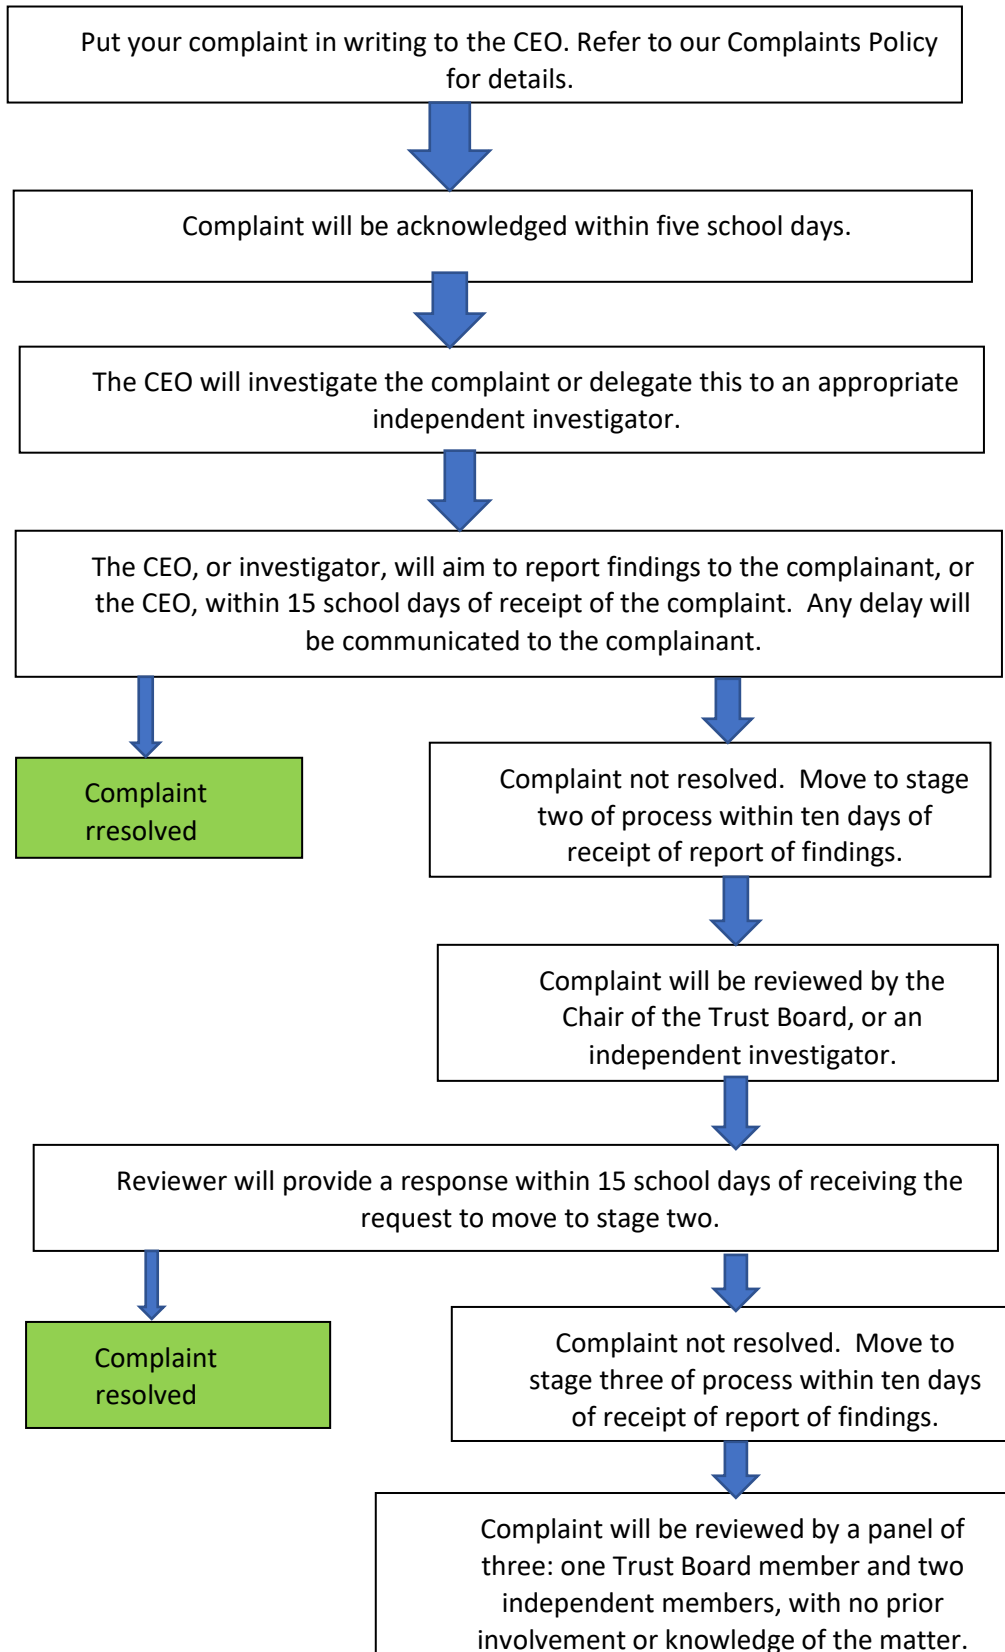 Put your complaint in writing to the CEO. Refer to our Complaints Policy
for details.
Complaint will be acknowledged within five school days.
The CEO will investigate the complaint or delegate this to an appropriate
independent investigator.
The CEO, or investigator, will aim to report findings to the complainant, or
the CEO, within 15 school days of receipt of the complaint.  Any delay will
be communicated to the complainant.
Complaint
rresolved
Complaint not resolved.  Move to stage
two of process within ten days of
receipt of report of findings.
Complaint will be reviewed by the
Chair of the Trust Board, or an
independent investigator.
Reviewer will provide a response within 15 school days of receiving the
request to move to stage two.
Complaint
resolved
Complaint not resolved.  Move to
stage three of process within ten days
of receipt of report of findings.
Complaint will be reviewed by a panel of
three: one Trust Board member and two
independent members, with no prior
involvement or knowledge of the matter.